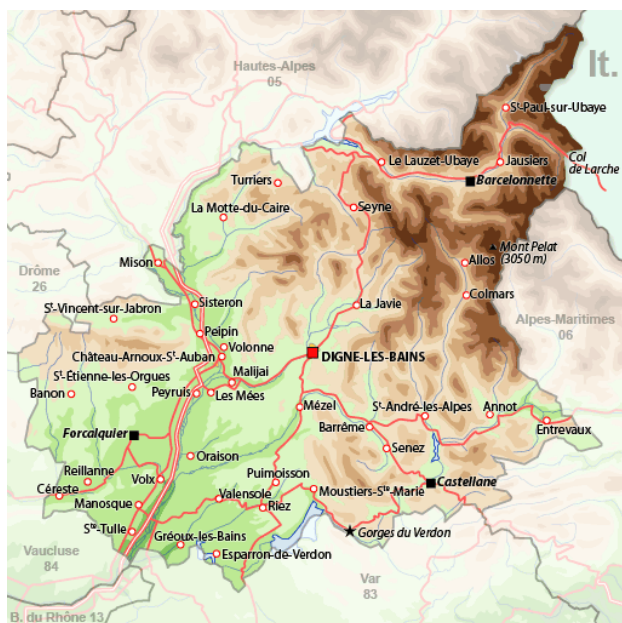 It.
Hautes-Alpes
05
St-Paul-sur-Ubaye
Le Lauzet-Ubaye
Jausiers
Col
de Larche
Barcelonnette
Turriers
La Motte-du-Caire
Seyne
Mont Pelat
(3050 m)
Allos
Mison
Drôme
26
Sisteron
La Javie
Colmars
St-Vincent-sur-Jabron
Alpes-Maritimes
06
Peipin
Volonne
Château-Arnoux-St-Auban
DIGNE-LES-BAINS
Malijai
St-Étienne-les-Orgues
Banon
Peyruis
Les Mées
Mézel
St-André-les-Alpes
Annot
Barrême
Entrevaux
Forcalquier
Senez
Oraison
Reillanne
Volx
Puimoisson
Castellane
Céreste
Moustiers-Ste-Marie
Valensole
Manosque
Riez
Ste-Tulle
Gréoux-les-Bains
Gorges du Verdon
Esparron-de-Verdon
Vaucluse
84
Var
83
B. du Rhône 13